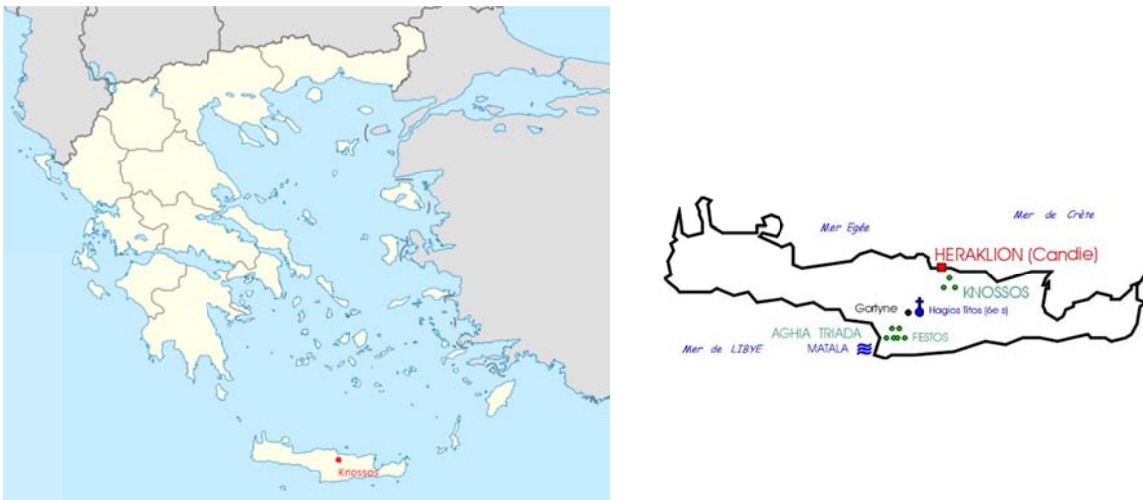 Knossos
Mer Egée
Mer de Crète
HERAKLION (Candie)
KNOSSOS
Gortyne
Hagios Titos (6e s)
AGHIA TRIADA
FESTOS
Mer de LIBYE
MATALA